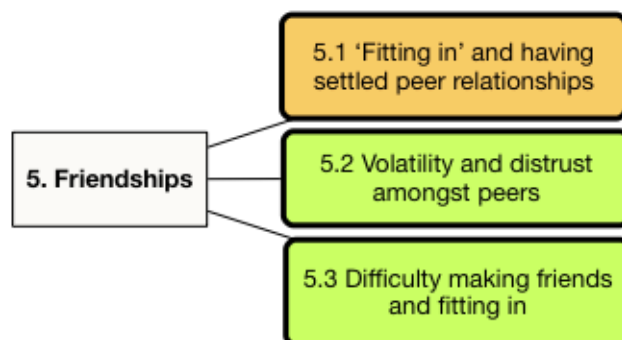 5.1 ‘Fitting in’ and having
settled peer relationships
5. Friendships
5.2 Volatility and distrust
amongst peers
5.3 Difficulty making friends
and fitting in